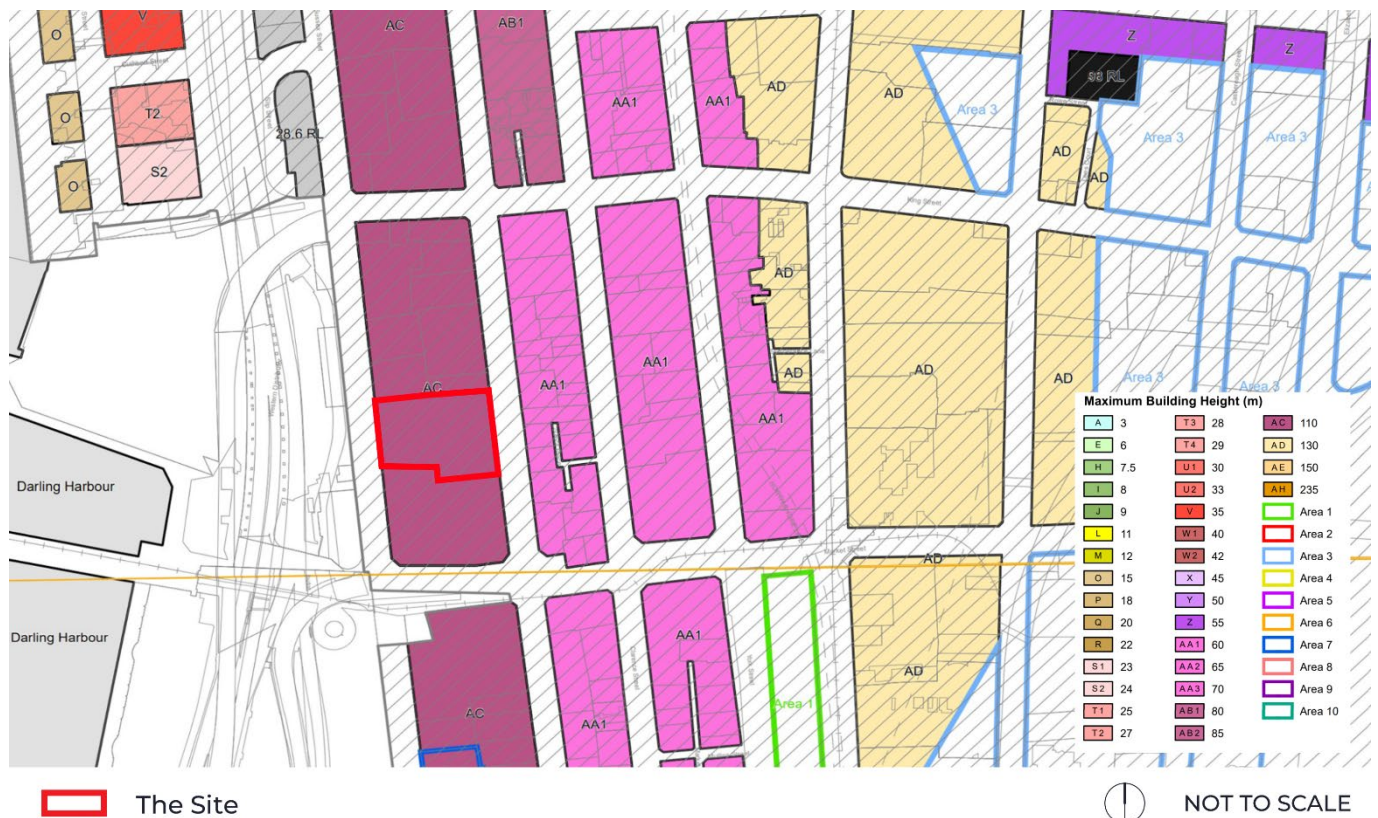 V
O
T2
O
S2
O
28.6 RL
AC
AB1
AA1
AA1
AD
AD
Area 3
Z
98 RL
Z
Area 3
Area 3
AD
AD
King Street
AC
AA1
AA1
AA1
AD
AD
AD
AD
Area 3
Area 3
Darling Harbour
Market Street
AD
Darling Harbour
AC
AA1
AA1
Area 1
AD
York Street
Maximum Building Height (m)
A 3
E 6
H 7.5
I 8
J 9
L 11
M 12
O 15
P 18
Q 20
R 22
S1 23
S2 24
T1 25
T2 27
T3 28
T4 29
U1 30
U2 33
V 35
W1 40
W2 42
X 45
Y 50
Z 55
AA1 60
AA2 65
AA3 70
AB1 80
AB2 85
AC 110
AD 130
AE 150
AH 235
Area 1
Area 2
Area 3
Area 4
Area 5
Area 6
Area 7
Area 8
Area 9
Area 10
The Site
NOT TO SCALE